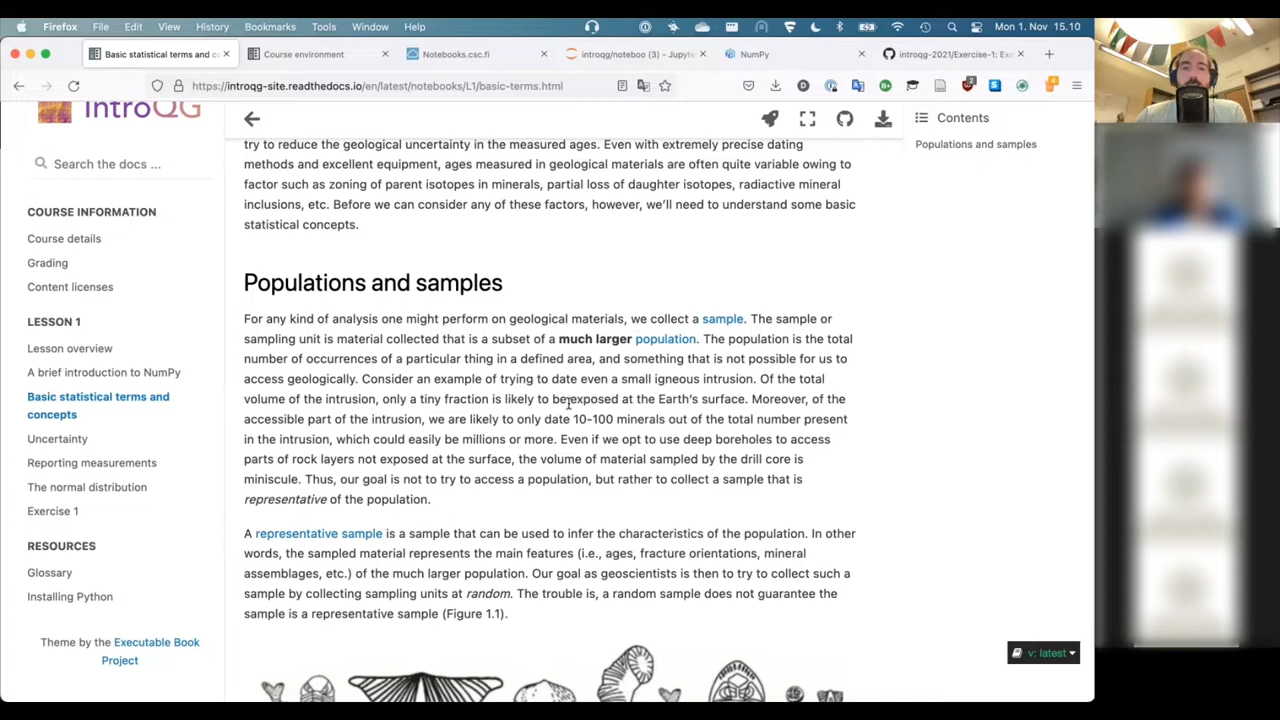 Firefox File Edit View History Bookmarks Tools Window Help Mon 1. Nov 15.10
Basic statistical terms and co Course environment Notebooks.csc.fi introqg/noteboo (3) - Jupyte NumPy introqg-2021/Exercise-1: Exe
https://introqg-site.readthedocs.io/en/latest/notebooks/L1/basic-terms.html
IntroQG
Search the docs ...
COURSE INFORMATION
Course details
Grading
Content licenses
LESSON 1
Lesson overview
A brief introduction to NumPy
Basic statistical terms and
concepts
Uncertainty
Reporting measurements
The normal distribution
Exercise 1
RESOURCES
Glossary
Installing Python
Theme by the Executable Book
Project
try to reduce the geological uncertainty in the measured ages. Even with extremely precise dating
methods and excellent equipment, ages measured in geological materials are often quite variable owing to
factor such as zoning of parent isotopes in minerals, partial loss of daughter isotopes, radiactive mineral
inclusions, etc. Before we can consider any of these factors, however, we'll need to understand some basic
statistical concepts.
Populations and samples
For any kind of analysis one might perform on geological materials, we collect a sample. The sample or
sampling unit is material collected that is a subset of a much larger population. The population is the total
number of occurrences of a particular thing in a defined area, and something that is not possible for us to
access geologically. Consider an example of trying to date even a small igneous intrusion. Of the total
volume of the intrusion, only a tiny fraction is likely to be exposed at the Earth's surface. Moreover, of the
accessible part of the intrusion, we are likely to only date 10-100 minerals out of the total number present
in the intrusion, which could easily be millions or more. Even if we opt to use deep boreholes to access
parts of rock layers not exposed at the surface, the volume of material sampled by the drill core is
miniscule. Thus, our goal is not to try to access a population, but rather to collect a sample that is
representative of the population.
A representative sample is a sample that can be used to infer the characteristics of the population. In other
words, the sampled material represents the main features (i.e., ages, fracture orientations, mineral
assemblages, etc.) of the much larger population. Our goal as geoscientists is then to try to collect such a
sample by collecting sampling units at random. The trouble is, a random sample does not guarantee the
sample is a representative sample (Figure 1.1).
Contents
Populations and samples
v: latest